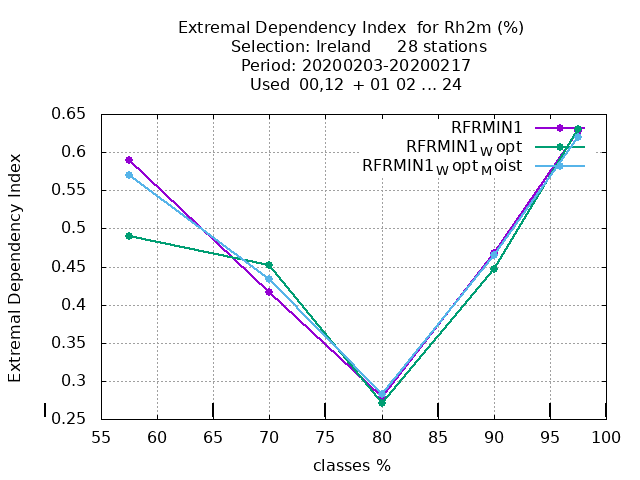 Extremal Dependency Index  for Rh2m (%)
Selection: Ireland     28 stations
Period: 20200203-20200217
Used  00,12  + 01 02 ... 24
0.65
RFRMIN1
0.6
RFRMIN1Wopt
RFRMIN1WoptMoist
0.55
0.5
0.45
0.4
0.35
0.3
0.25
Extremal Dependency Index
55 60 65 70 75 80 85 90 95 100
classes %